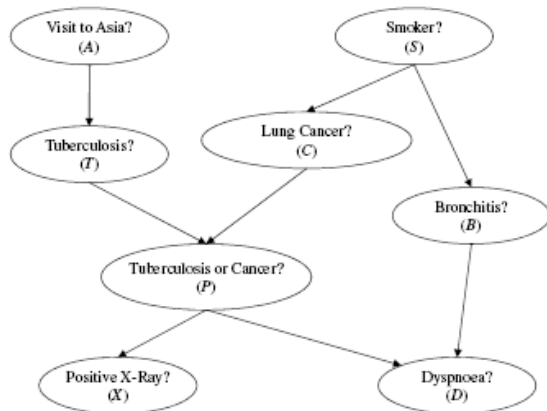 Visit to Asia?
(A)
Smoker?
(S)
Lung Cancer?
(C)
Tuberculosis?
(T)
Bronchitis?
(B)
Tuberculosis or Cancer?
(P)
Positive X-Ray?
(X)
Dyspnoea?
(D)